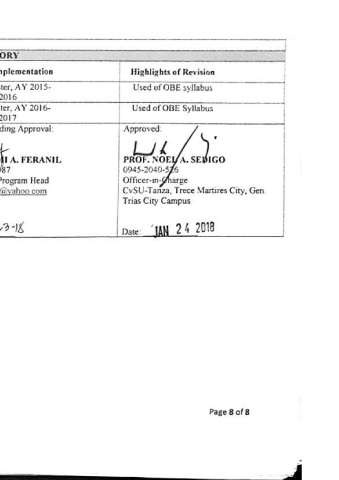 ORY
plementation Highlights of Revision
ter, AY 2015- Used of OBE syllabus
2016
ter, AY 2016- Used of OBE Syllabus
2017
ding Approval: Approved:
II A. FERANIL PROF. NOEL A. SEDIGO
87 0945-2040-526
Program Head Officer-in-Charge
@yahoo.com CvSU-Tanza, Trece Martires City, Gen.
Trias City Campus
-3-18 Date: JAN 24 2018
Page 8 of 8